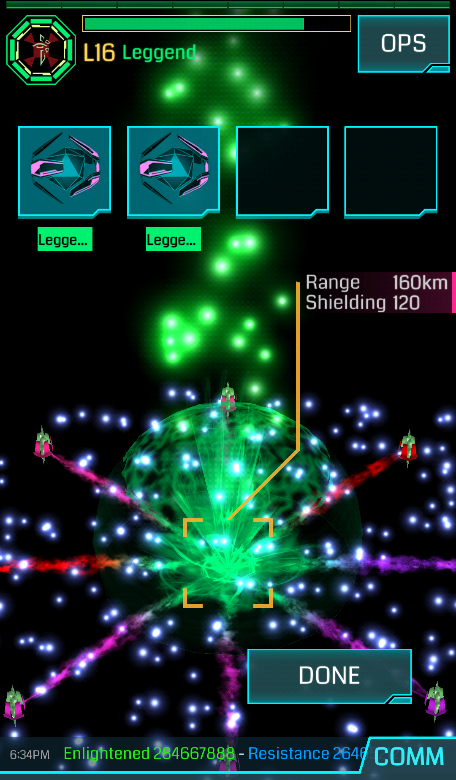 OPS
L16 Leggend
Legge... Legge...
Range 160km
Shielding 120
DONE
6:34PM Enlightened 284667888 - Resistance 2646
COMM